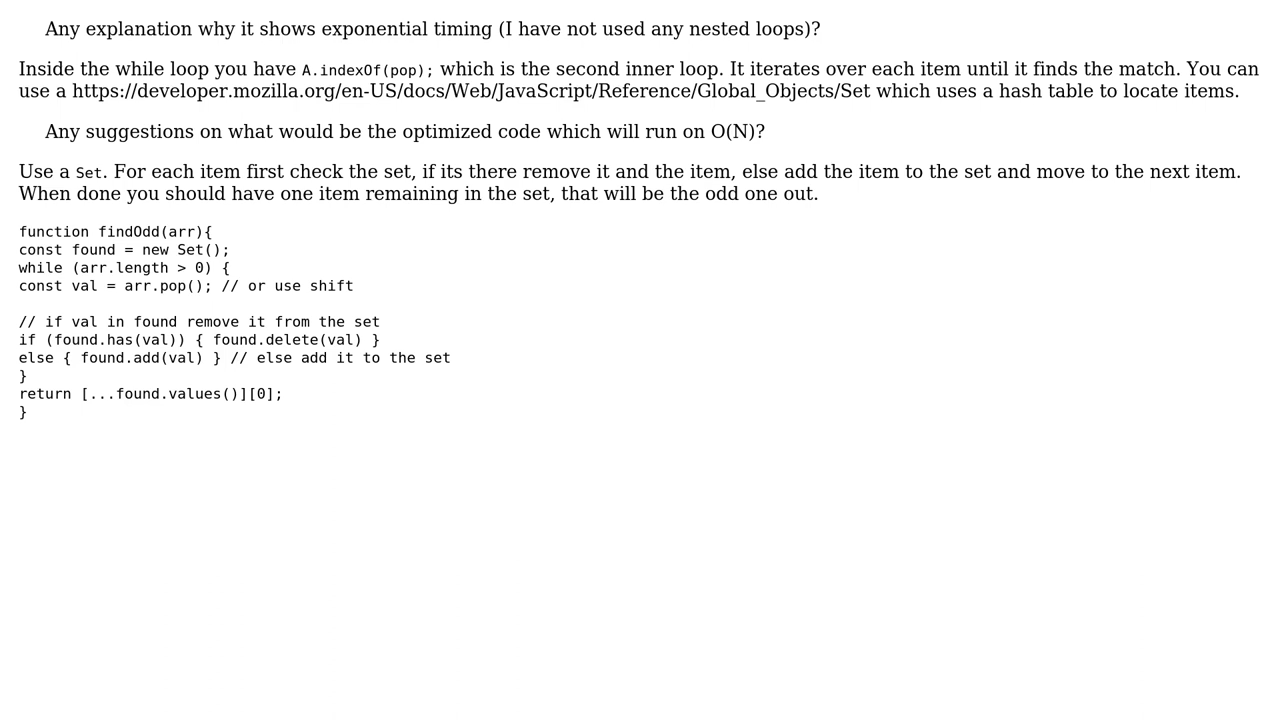 Any explanation why it shows exponential timing (I have not used any nested loops)?
Inside the while loop you have A.indexOf(pop); which is the second inner loop. It iterates over each item until it finds the match. You can
use a https://developer.mozilla.org/en-US/docs/Web/JavaScript/Reference/Global_Objects/Set which uses a hash table to locate items.
Any suggestions on what would be the optimized code which will run on O(N)?
Use a Set. For each item first check the set, if its there remove it and the item, else add the item to the set and move to the next item.
When done you should have one item remaining in the set, that will be the odd one out.
function findOdd(arr){
const found = new Set();
while (arr.length > 0) {
const val = arr.pop(); // or use shift
// if val in found remove it from the set
if (found.has(val)) { found.delete(val) }
else { found.add(val) } // else add it to the set
}
return [...found.values()][0];
}